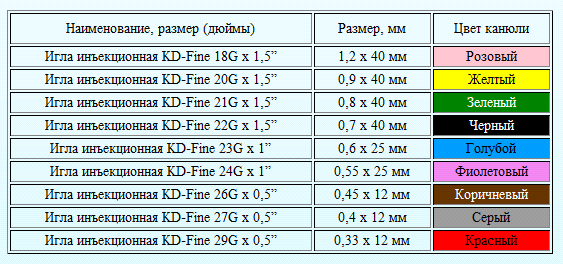 Наименование, размер (дюймы) Размер, мм Цвет канюли
Игла инъекционная KD-Fine 18G x 1,5” 1,2 x 40 мм Розовый
Игла инъекционная KD-Fine 20G x 1,5” 0,9 x 40 мм Желтый
Игла инъекционная KD-Fine 21G x 1,5” 0,8 x 40 мм Зеленый
Игла инъекционная KD-Fine 22G x 1,5” 0,7 x 40 мм Черный
Игла инъекционная KD-Fine 23G x 1” 0,6 x 25 мм Голубой
Игла инъекционная KD-Fine 24G x 1” 0,55 x 25 мм Фиолетовый
Игла инъекционная KD-Fine 26G x 0,5” 0,45 x 12 мм Коричневый
Игла инъекционная KD-Fine 27G x 0,5” 0,4 x 12 мм Серый
Игла инъекционная KD-Fine 29G x 0,5” 0,33 x 12 мм Красный